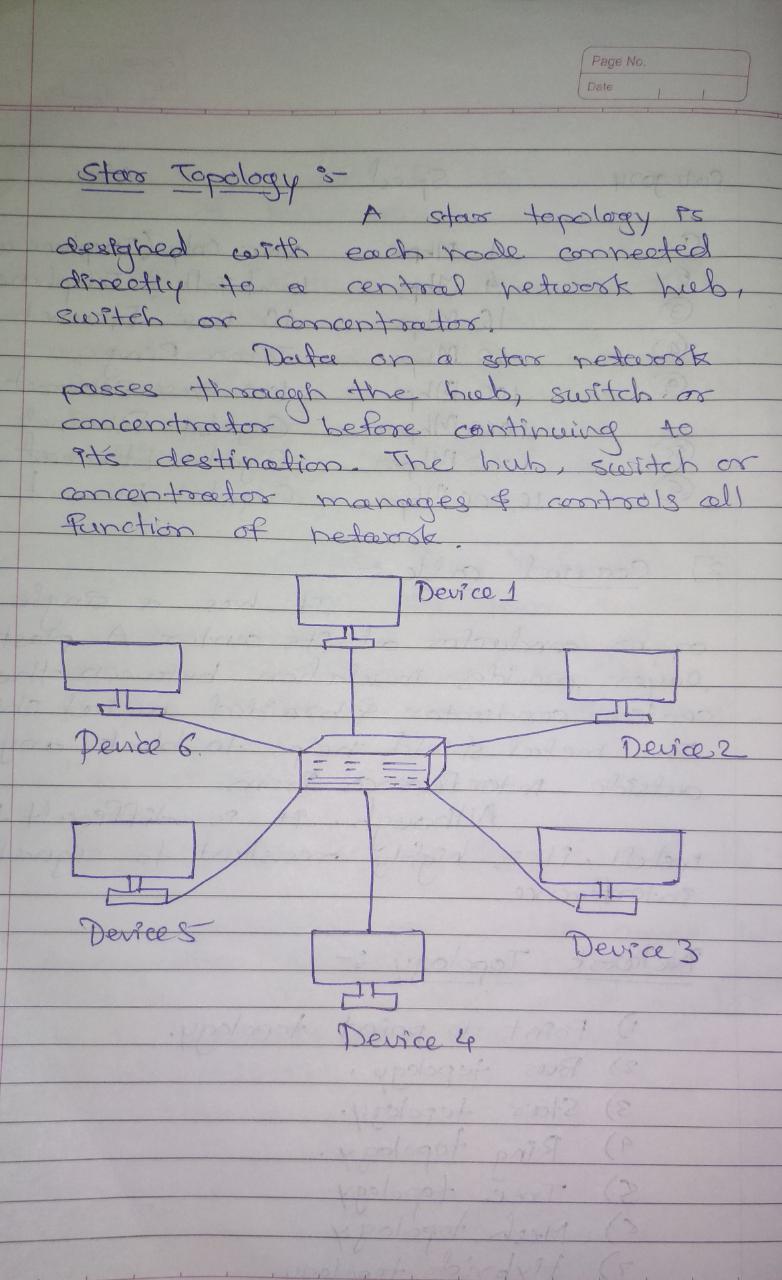 Page No.
Date
Star Topology :-
A star topology is
designed with each node connected
directly to a central network hub,
switch or concentrator.
Data on a star network
passes through the hub, switch or
concentrator before continuing to
its destination. The hub, switch or
concentrator manages & controls all
function of network.
Device 1
Device 6.
Device 2
Device 5
Device 3
Device 4